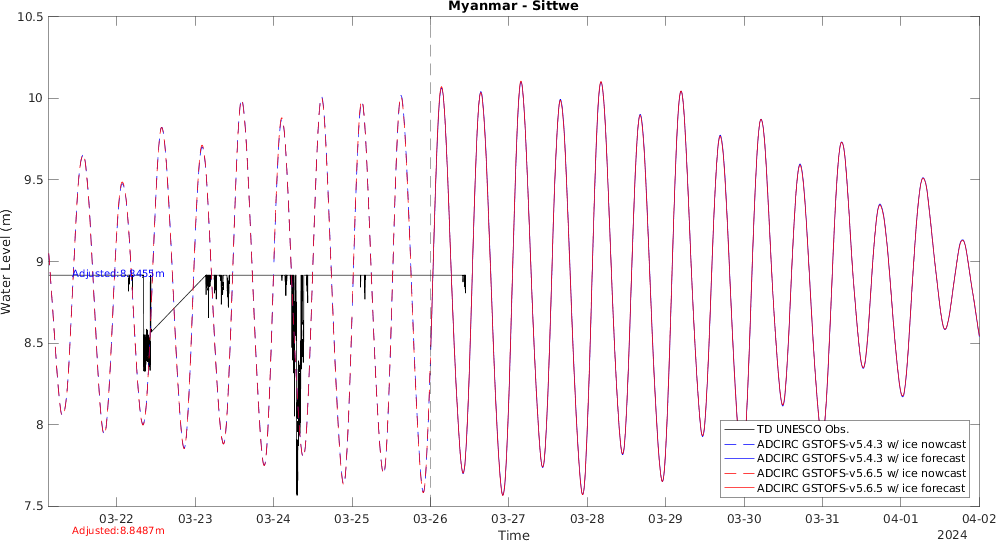 Myanmar - Sittwe
10.5
10
9.5
9
8.5
8
7.5
Water Level (m)
Adjusted:8.8455m
Adjusted:8.8487m
TD UNESCO Obs.
ADCIRC GSTOFS-v5.4.3 w/ ice nowcast
ADCIRC GSTOFS-v5.4.3 w/ ice forecast
ADCIRC GSTOFS-v5.6.5 w/ ice nowcast
ADCIRC GSTOFS-v5.6.5 w/ ice forecast
03-22 03-23 03-24 03-25 03-26 03-27 03-28 03-29 03-30 03-31 04-01 04-02
Time
2024